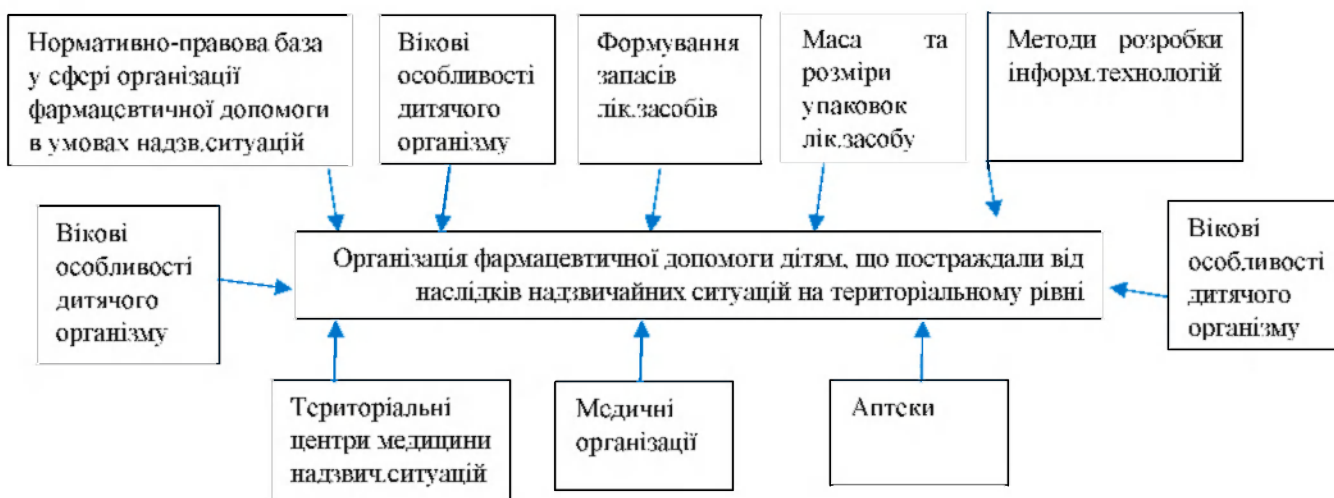 Нормативно-правова база
у сфері організації
фармацевтичної допомоги
в умовах надзв.ситуацій
Вікові
особливості
дитячого
організму
Формування
запасів
лік.засобів
Маса та
розміри
упаковок
лік.засобу
Методи розробки
інформ.технологій
Вікові
особливості
дитячого
організму
Організація фармацевтичної допомоги дітям, що постраждали від
наслідків надзвичайних ситуацій на територіальному рівні
Вікові
особливості
дитячого
організму
Територіальні
центри медицини
надзвич.ситуацій
Медичні
організації
Аптеки